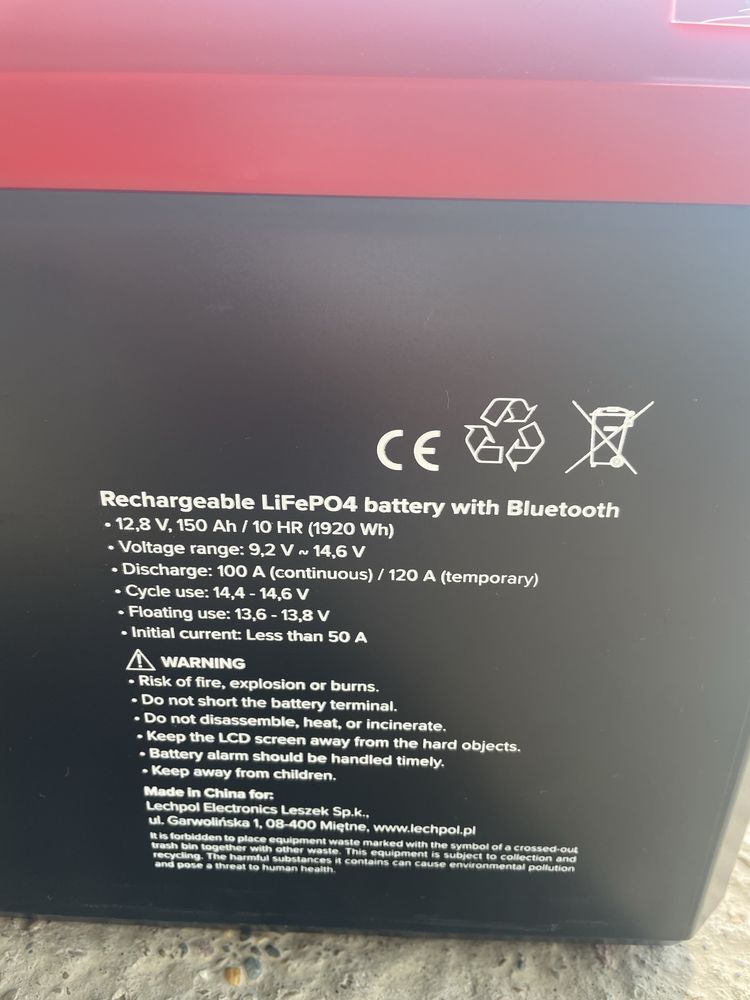 CE
Rechargeable LiFePO4 battery with Bluetooth
• 12,8 V, 150 Ah / 10 HR (1920 Wh)
• Voltage range: 9,2 V ~ 14,6 V
• Discharge: 100 A (continuous) / 120 A (temporary)
• Cycle use: 14,4 - 14,6 V
• Floating use: 13,6 - 13,8 V
• Initial current: Less than 50 A
WARNING
• Risk of fire, explosion or burns.
• Do not short the battery terminal.
• Do not disassemble, heat, or incinerate.
• Keep the LCD screen away from the hard objects.
• Battery alarm should be handled timely.
• Keep away from children.
Made in China for:
Lechpol Electronics Leszek Sp.k.,
ul. Garwolińska 1, 08-400 Miętne, www.lechpol.pl
It is forbidden to place equipment waste marked with the symbol of a crossed-out
trash bin together with other waste. This equipment is subject to collection and
recycling. The harmful substances it contains can cause environmental pollution
and pose a threat to human health.